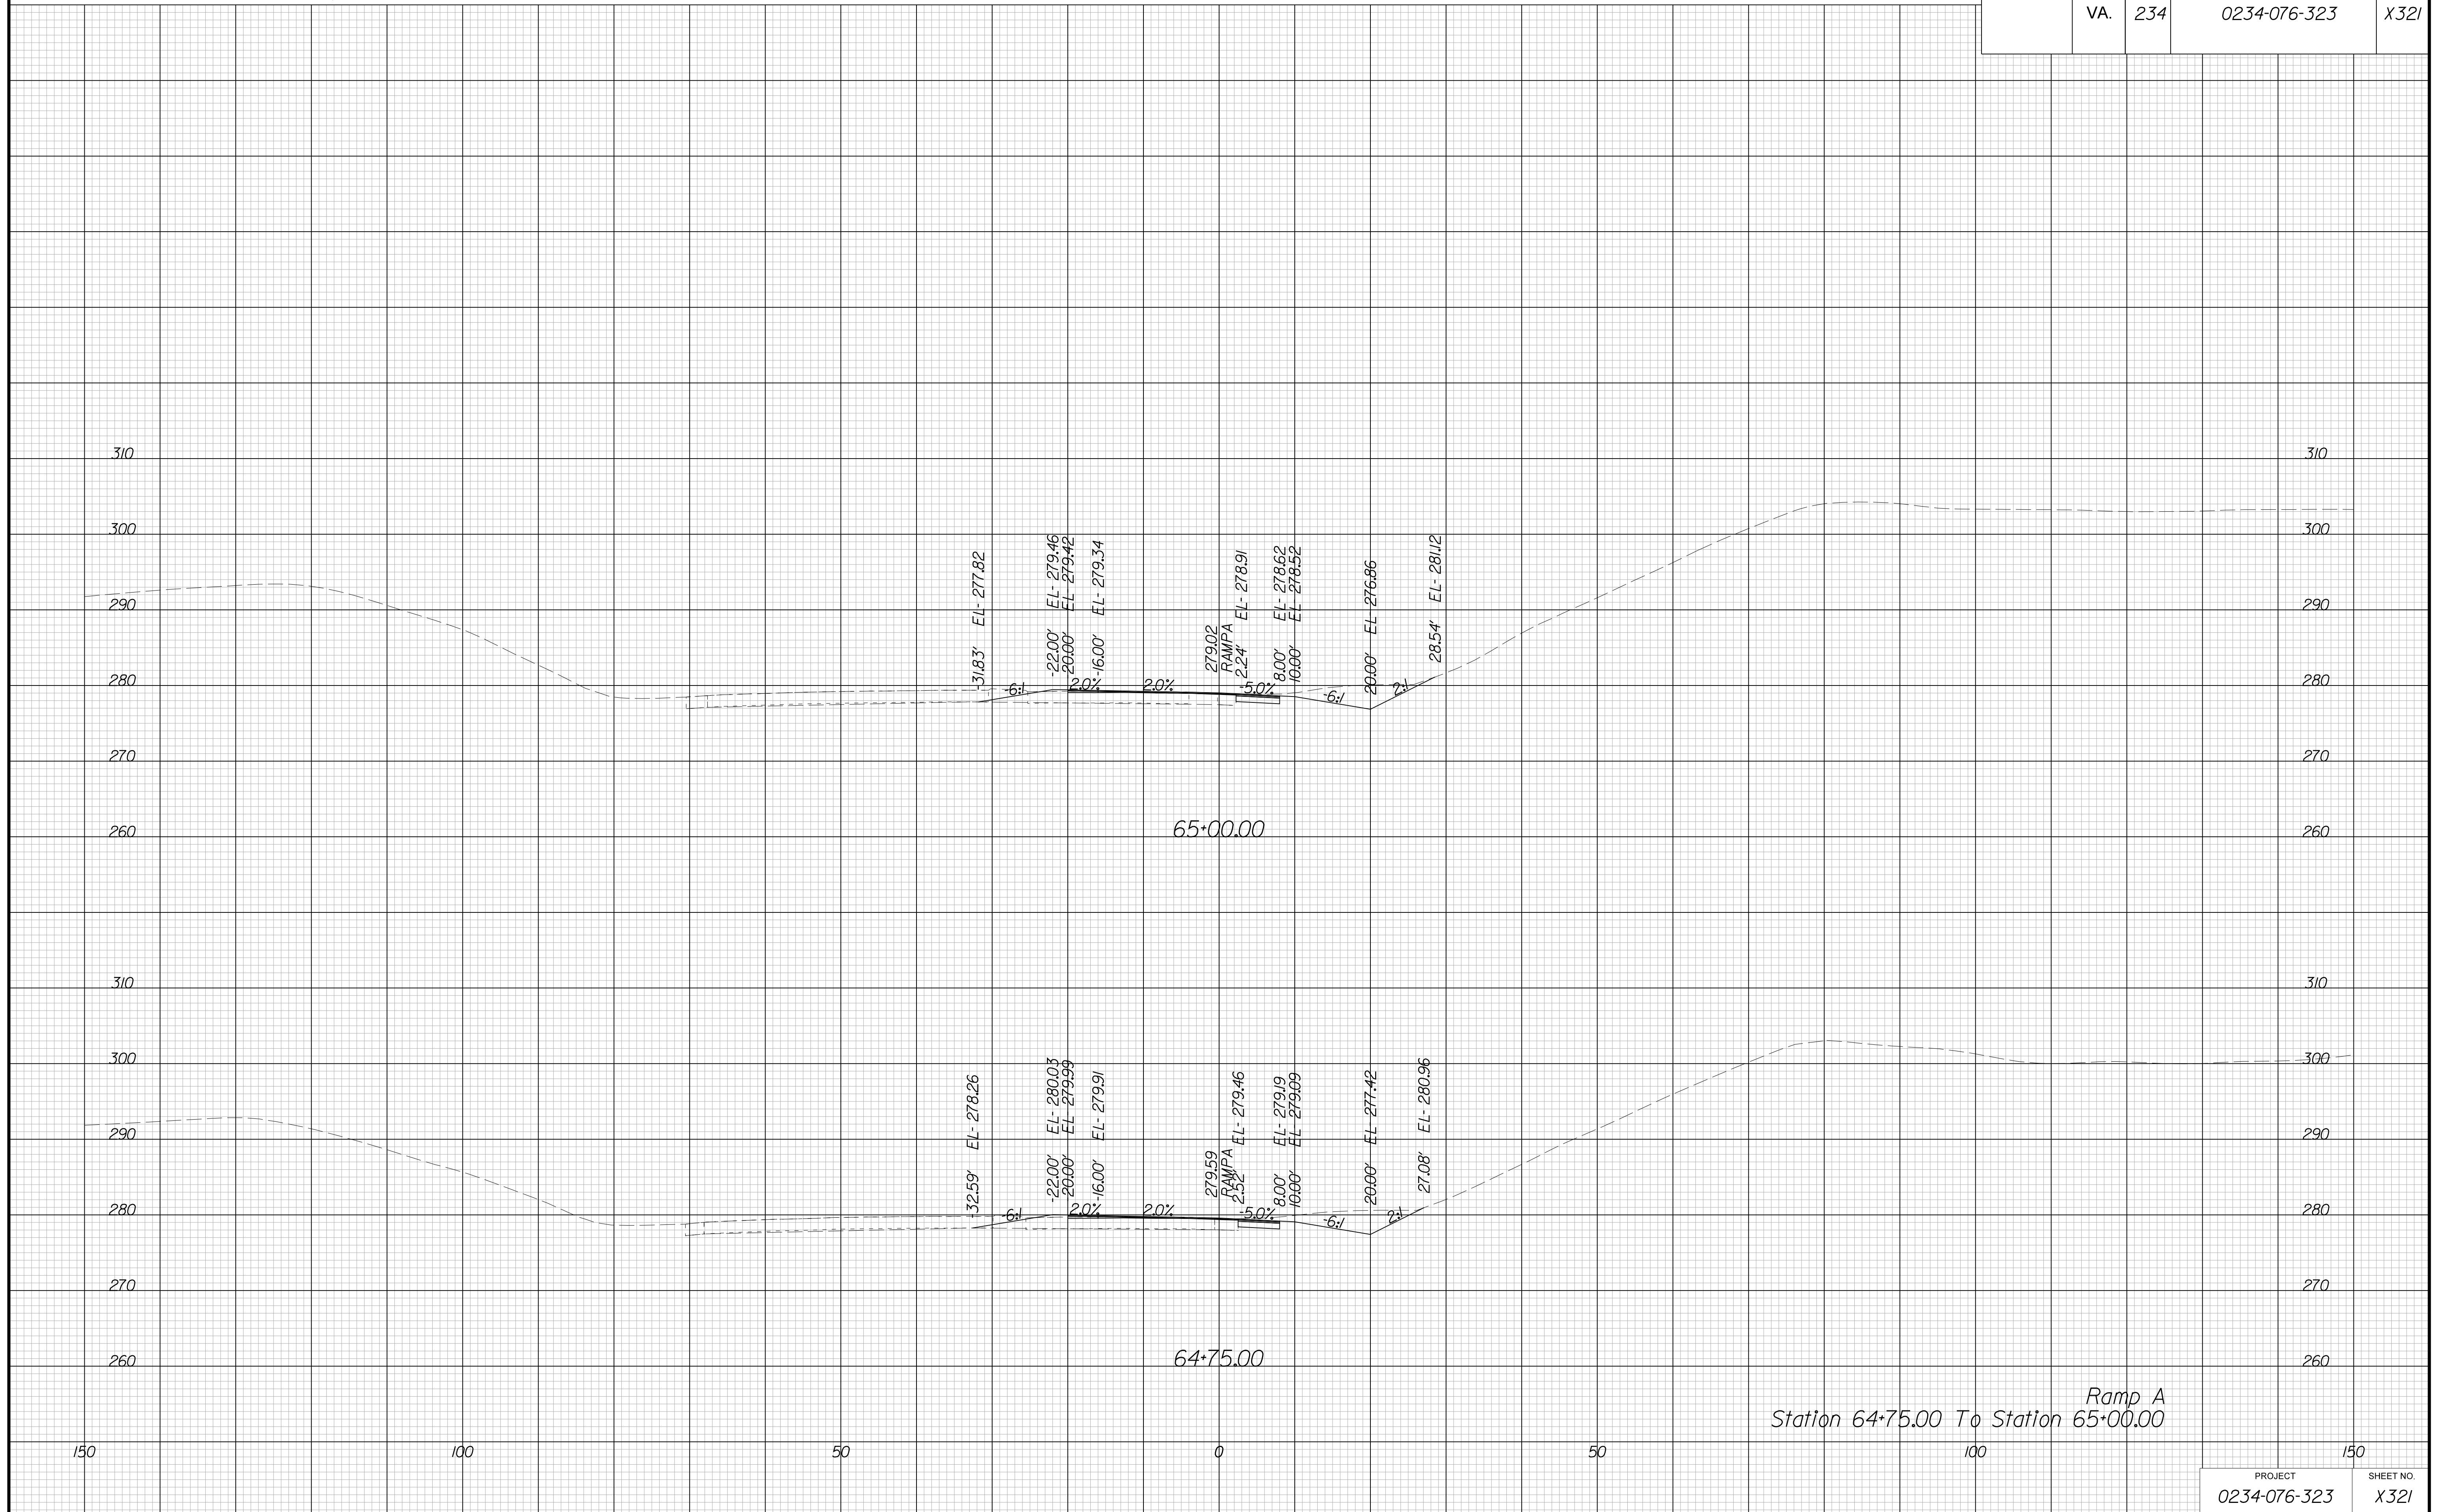 VA. 234 0234-076-323 X321
310 310
300 300
-31.83' EL- 277.82
-22.00' EL- 279.46
20.00' EL- 279.42
-16.00' EL- 279.34
279.02
RAMPA
2.24' EL- 278.91
8.00' EL- 278.62
10.00' EL- 278.52
20.00' EL- 276.86
28.54' EL- 281.12
290 290
280 280
-6:1 2.0% 2.0% -5.0% -6:1 2:1
270 270
260 260
65+00.00
310 310
300 300
-32.59' EL- 278.26
-22.00' EL- 280.03
20.00' EL- 279.99
-16.00' EL- 279.91
279.59
RAMPA
2.52' EL- 279.46
8.00' EL- 279.19
10.00' EL- 279.09
20.00' EL- 277.42
27.08' EL- 280.96
290 290
280 280
-6:1 2.0% 2.0% -5.0% -6:1 2:1
270 270
260 260
64+75.00
Ramp A
Station 64+75.00 To Station 65+00.00
150 100 50 0 50 100 150
PROJECT SHEET NO.
0234-076-323 X321